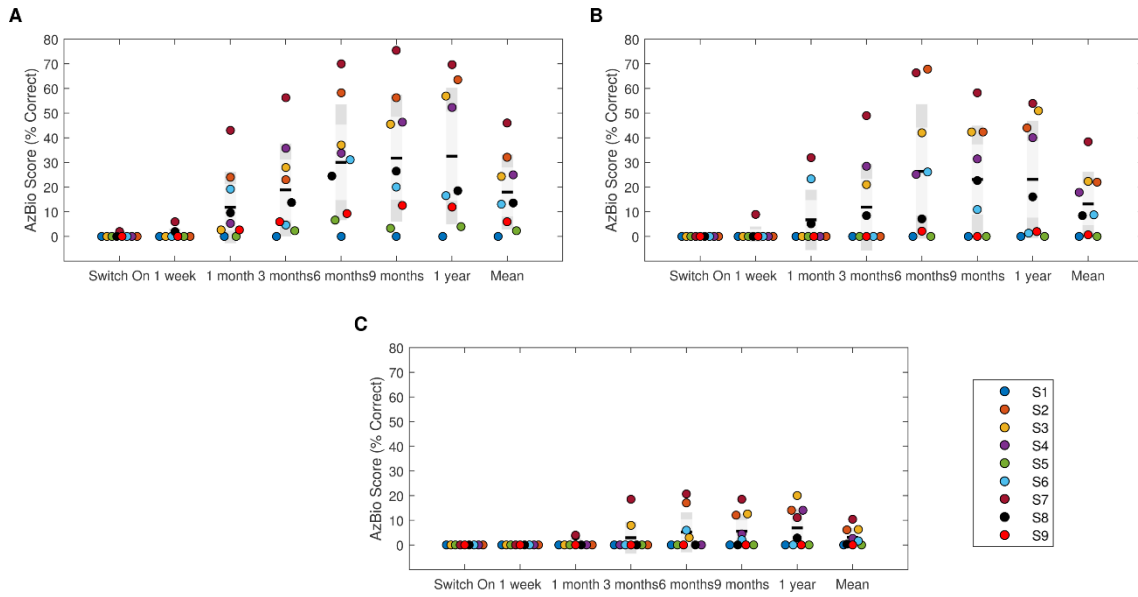 A
AzBio Score (% Correct)
80
70
60
50
40
30
20
10
0
Switch On 1 week 1 month 3 months 6 months 9 months 1 year Mean
B
AzBio Score (% Correct)
80
70
60
50
40
30
20
10
0
Switch On 1 week 1 month 3 months 6 months 9 months 1 year Mean
C
AzBio Score (% Correct)
80
70
60
50
40
30
20
10
0
Switch On 1 week 1 month 3 months 6 months 9 months 1 year Mean
S1
S2
S3
S4
S5
S6
S7
S8
S9